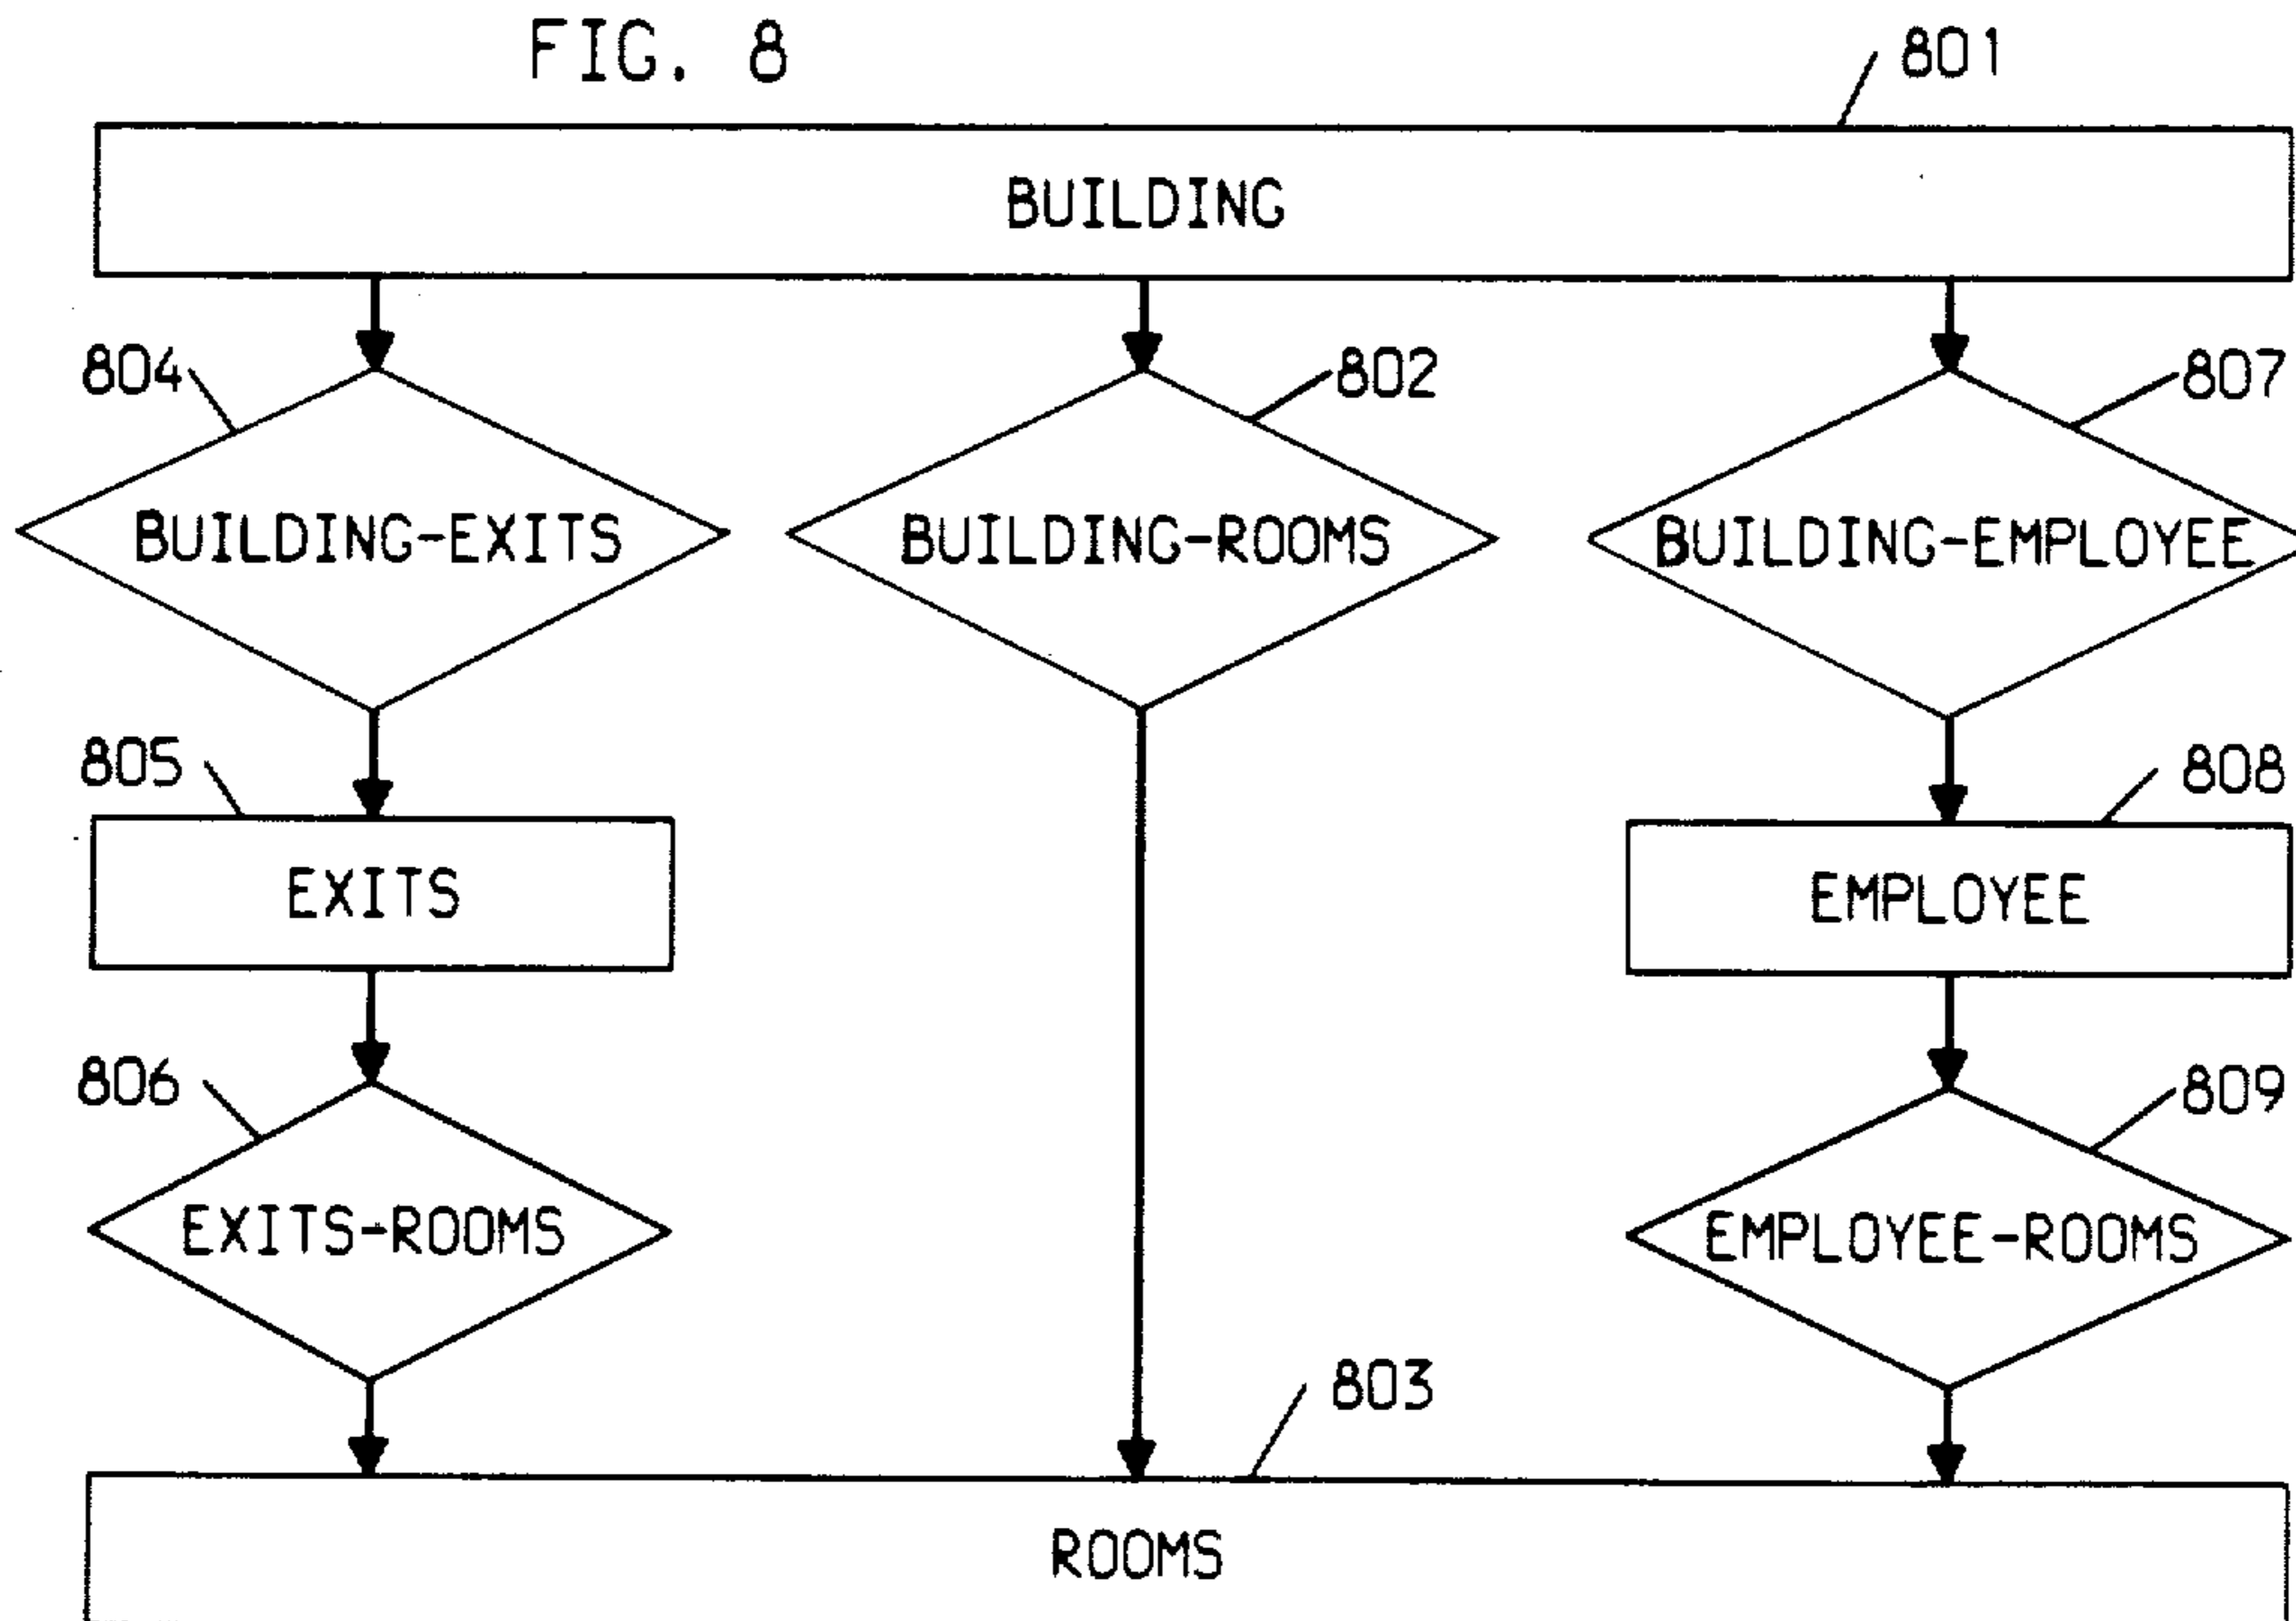 FIG. 8
801
BUILDING
804
802
807
BUILDING-EXITS
BUILDING-ROOMS
BUILDING-EMPLOYEE
805
808
EXITS
EMPLOYEE
806
809
EXITS-ROOMS
EMPLOYEE-ROOMS
803
ROOMS